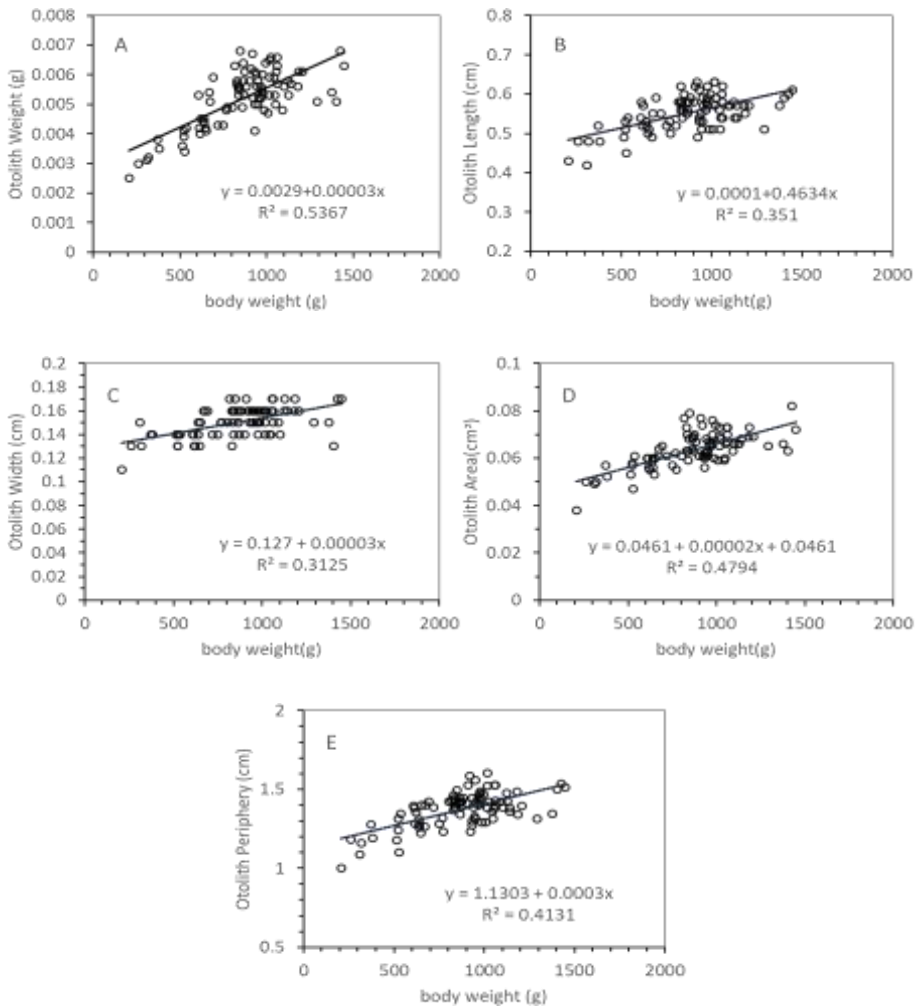 A
Otolith Weight (g)
0.008
0.007
0.006
0.005
0.004
0.003
0.002
0.001
0
y = 0.0029+0.00003x
R² = 0.5367
0 500 1000 1500 2000
body weight (g)
B
Otolith Length (cm)
0.8
0.7
0.6
0.5
0.4
0.3
0.2
y = 0.0001+0.4634x
R² = 0.351
0 500 1000 1500 2000
body weight(g)
C
Otolith Width (cm)
0.2
0.18
0.16
0.14
0.12
0.1
0.08
0.06
0.04
0.02
0
y = 0.127 + 0.00003x
R² = 0.3125
0 500 1000 1500 2000
body weight(g)
D
Otolith Area(cm²)
0.1
0.08
0.06
0.04
0.02
0
y = 0.0461 + 0.00002x + 0.0461
R² = 0.4794
0 500 1000 1500 2000
body weight(g)
E
Otolith Periphery (cm)
2
1.5
1
0.5
y = 1.1303 + 0.0003x
R² = 0.4131
0 500 1000 1500 2000
body weight (g)